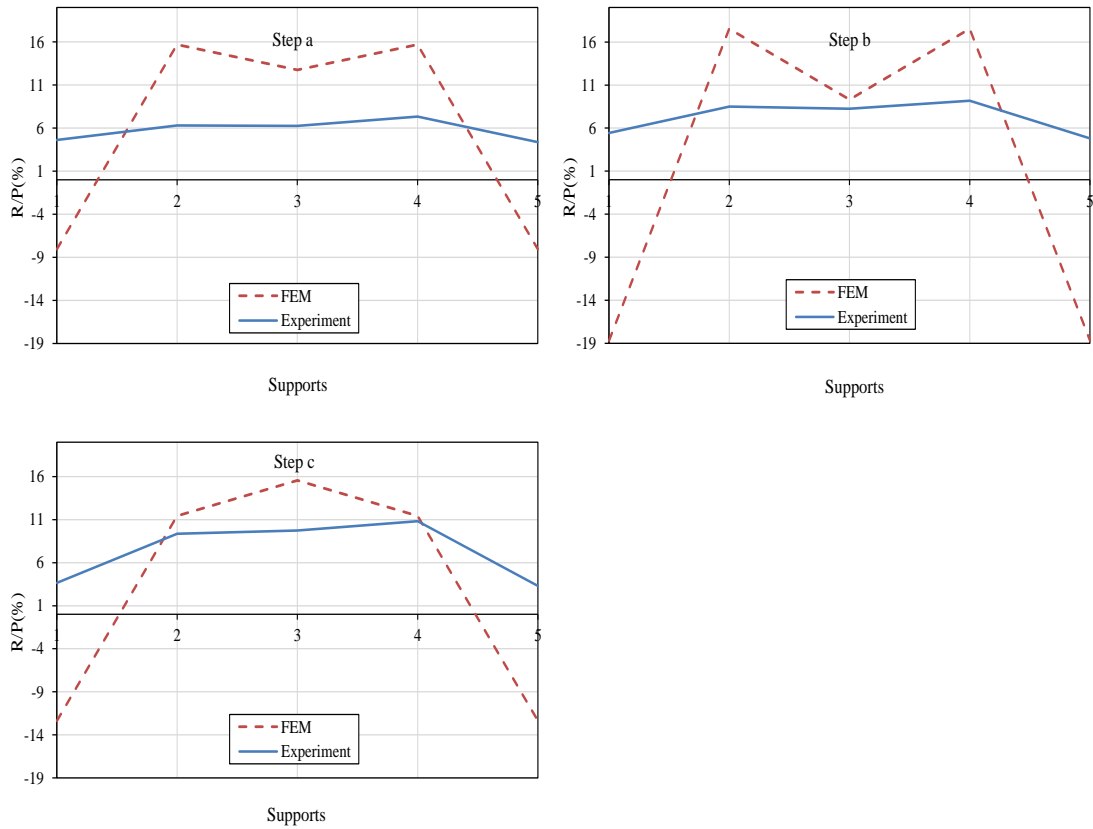 Step a
16
11
6
1
-4
-9
-14
-19
R/P(%)
1 2 3 4 5
FEM
Experiment
Supports
Step b
16
11
6
1
-4
-9
-14
-19
R/P(%)
1 2 3 4 5
FEM
Experiment
Supports
Step c
16
11
6
1
-4
-9
-14
-19
R/P(%)
1 2 3 4 5
FEM
Experiment
Supports